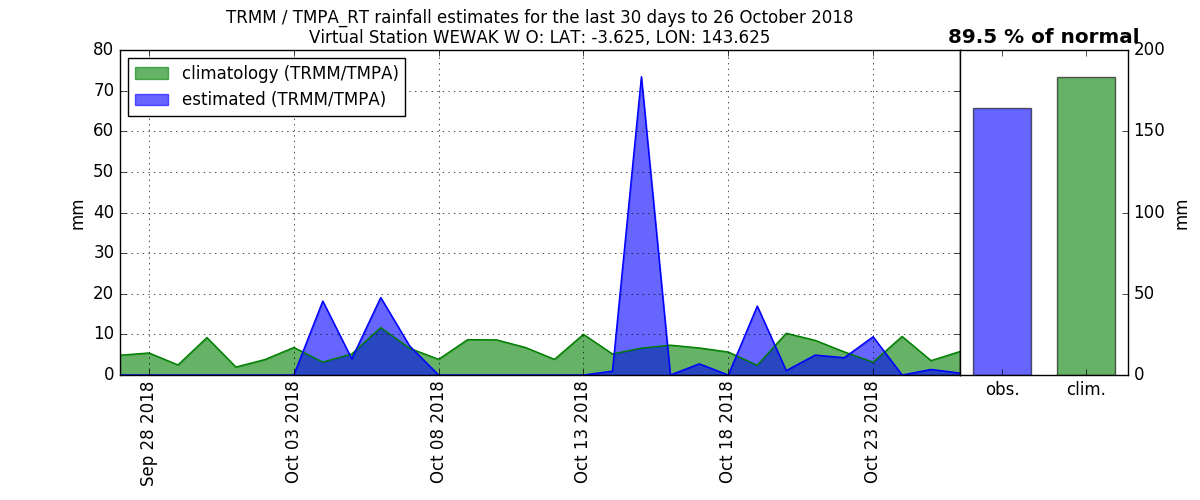 TRMM / TMPA_RT rainfall estimates for the last 30 days to 26 October 2018
Virtual Station WEWAK W O: LAT: -3.625, LON: 143.625
89.5 % of normal
climatology (TRMM/TMPA)
estimated (TRMM/TMPA)
80
70
60
50
40
30
20
10
0
mm
Sep 28 2018
Oct 03 2018
Oct 08 2018
Oct 13 2018
Oct 18 2018
Oct 23 2018
obs.
clim.
200
150
100
50
0
mm